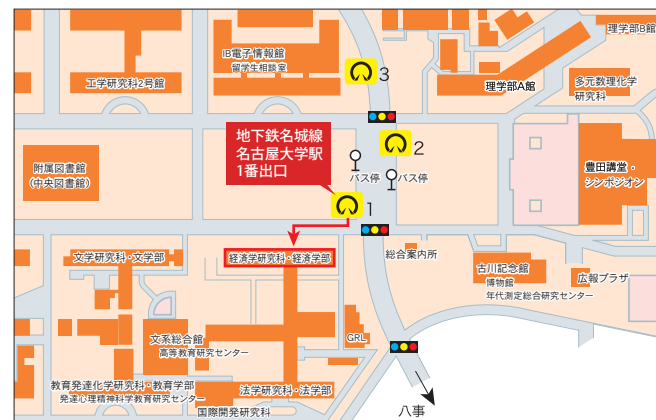 理学部B館
IB電子情報館
留学生相談室
3
工学研究科2号館
理学部A館
多元数理化学
研究科
地下鉄名城線
名古屋大学駅
1番出口
2
附属図書館
(中央図書館)
バス停
バス停
豊田講堂・
シンポジオン
1
文学研究科・文学部
経済学研究科・経済学部
総合案内所
古川記念館
博物館
年代測定総合研究センター
広報プラザ
文系総合館
高等教育研究センター
GRL
教育発達化学研究科・教育学部
発達心理精神科学教育研究センター
法学研究科・法学部
国際開発研究科
八事